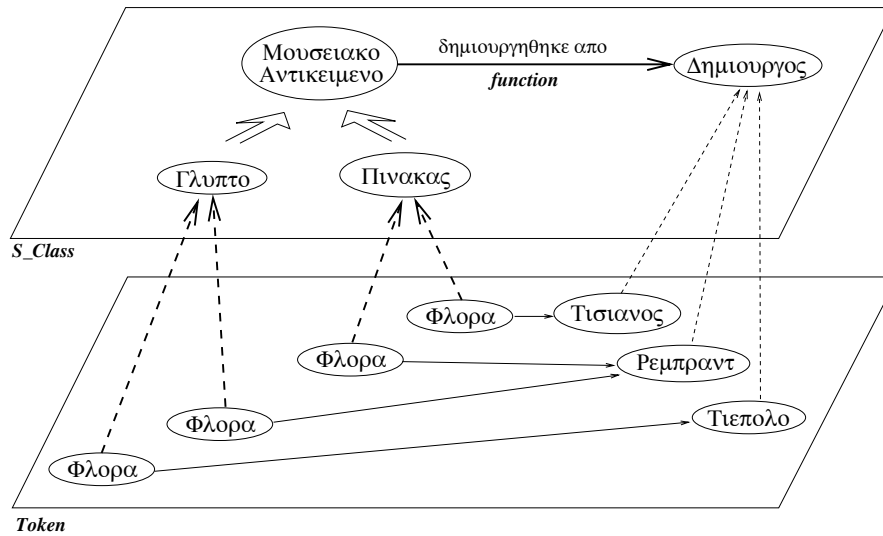 Μουσειακο
Αντικειμενο
δημιουργηθηκε απο
function
Δημιουργος
Γλυπτο
Πινακας
S_Class
Φλορα
Τισιανος
Φλορα
Ρεμπραντ
Φλορα
Τιεπολο
Φλορα
Token